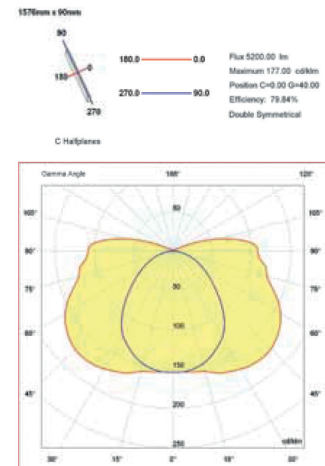 1576mm x 90mm
90
180
0
270
180.0 0.0
270.0 90.0
C Halfplanes
Flux 5200.00 lm
Maximum 177.00 cd/klm
Position C=0.00 G=40.00
Efficiency: 79.84%
Double Symmetrical
Gamma Angle 180° 120°
105° 50 105°
90° 90°
75° 50 75°
60° 100 60°
150
45° 200 45°
250 cd/klm
30° 15° 0° 30°